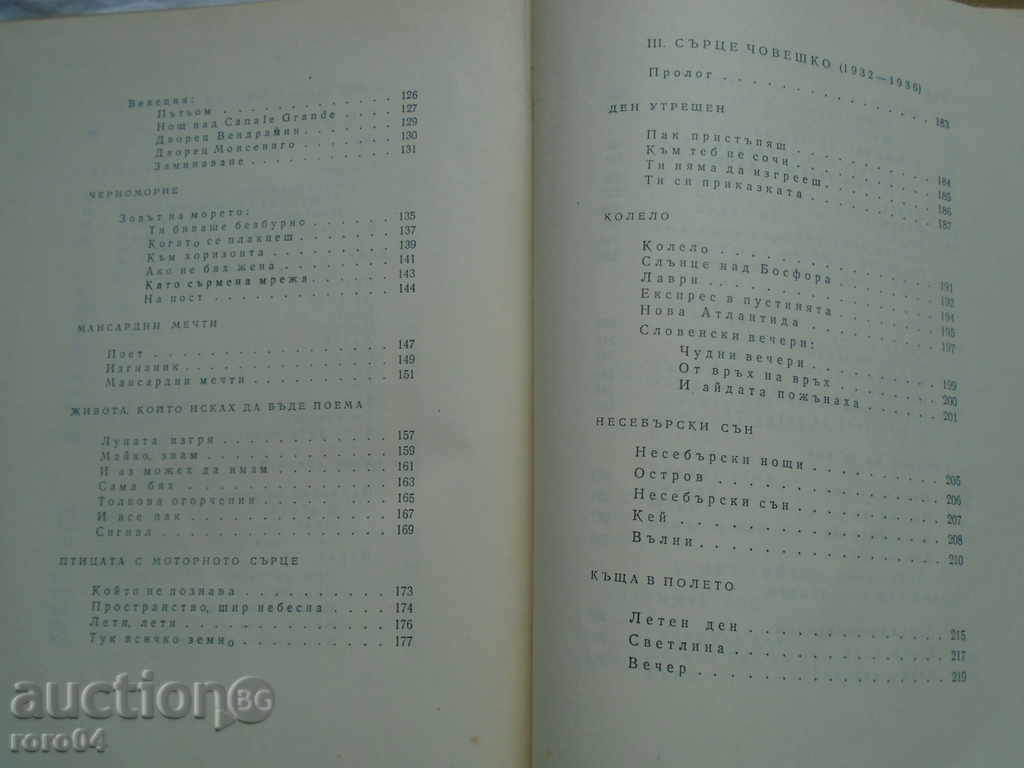 Венеция:
Пътьом . . . . . . . . . . . . 126
Нощ над Canale Grande . . . . 127
Дворец Вендрамин . . . . . . . 129
Дворец Монсениго . . . . . . . 130
Заминаване . . . . . . . . . . 131
ЧЕРНОМОРИЕ
Зовът на морето:
Ти биваше безбурно . . . . . . 135
Когато се плакнеш . . . . . . . 137
Към хоризонта . . . . . . . . . 139
Ако не бях жена . . . . . . . . 141
Като сърмена мрежа . . . . . . 143
На пост . . . . . . . . . . . . 144
МАНСАРДНИ МЕЧТИ
Поет . . . . . . . . . . . . . . 147
Изгнаник . . . . . . . . . . . . 149
Мансардни мечти . . . . . . . . 151
ЖИВОТА, КОЙТО ИСКАХ ДА БЪДЕ ПОЕМА
Луната изгря . . . . . . . . . . 157
Майко, знам . . . . . . . . . . 159
И аз можех да имам . . . . . . . 161
Сама бях . . . . . . . . . . . . 163
Толкова огорчения . . . . . . . 165
И все пак . . . . . . . . . . . 167
Сигнал . . . . . . . . . . . . . 169
ПТИЦАТА С МОТОРНОТО СЪРЦЕ
Който не познава . . . . . . . . 173
Пространство, шир небесна . . . . 174
Лети, лети . . . . . . . . . . . 176
Тук всичко земно . . . . . . . . 177
III. СЪРЦЕ ЧОВЕШКО (1932—1936)
Пролог . . . . . . . . . . . . . 183
ДЕН УТРЕШЕН
Пак пристъпящ . . . . . . . . . 184
Към теб не сочи . . . . . . . . 185
Ти няма да изгрееш . . . . . . . 186
Ти си приказката . . . . . . . . 187
КОЛЕЛО
Колело . . . . . . . . . . . . . 191
Слънце над Босфора . . . . . . . 192
Лаври . . . . . . . . . . . . . 194
Експрес в пустинята . . . . . . 195
Нова Атлантида . . . . . . . . . 197
Словенски вечери:
Чудни вечери . . . . . . . . . . 199
От връх на връх . . . . . . . . 200
И айдата пожънаха . . . . . . . 201
НЕСЕБЪРСКИ СЪН
Несебърски нощи . . . . . . . . 205
Остров . . . . . . . . . . . . . 206
Несебърски сън . . . . . . . . . 207
Кей . . . . . . . . . . . . . . 208
Вълни . . . . . . . . . . . . . 210
КЪЩА В ПОЛЕТО
Летен ден . . . . . . . . . . . 215
Светлина . . . . . . . . . . . . 217
Вечер . . . . . . . . . . . . . 219
auction BG
roro04